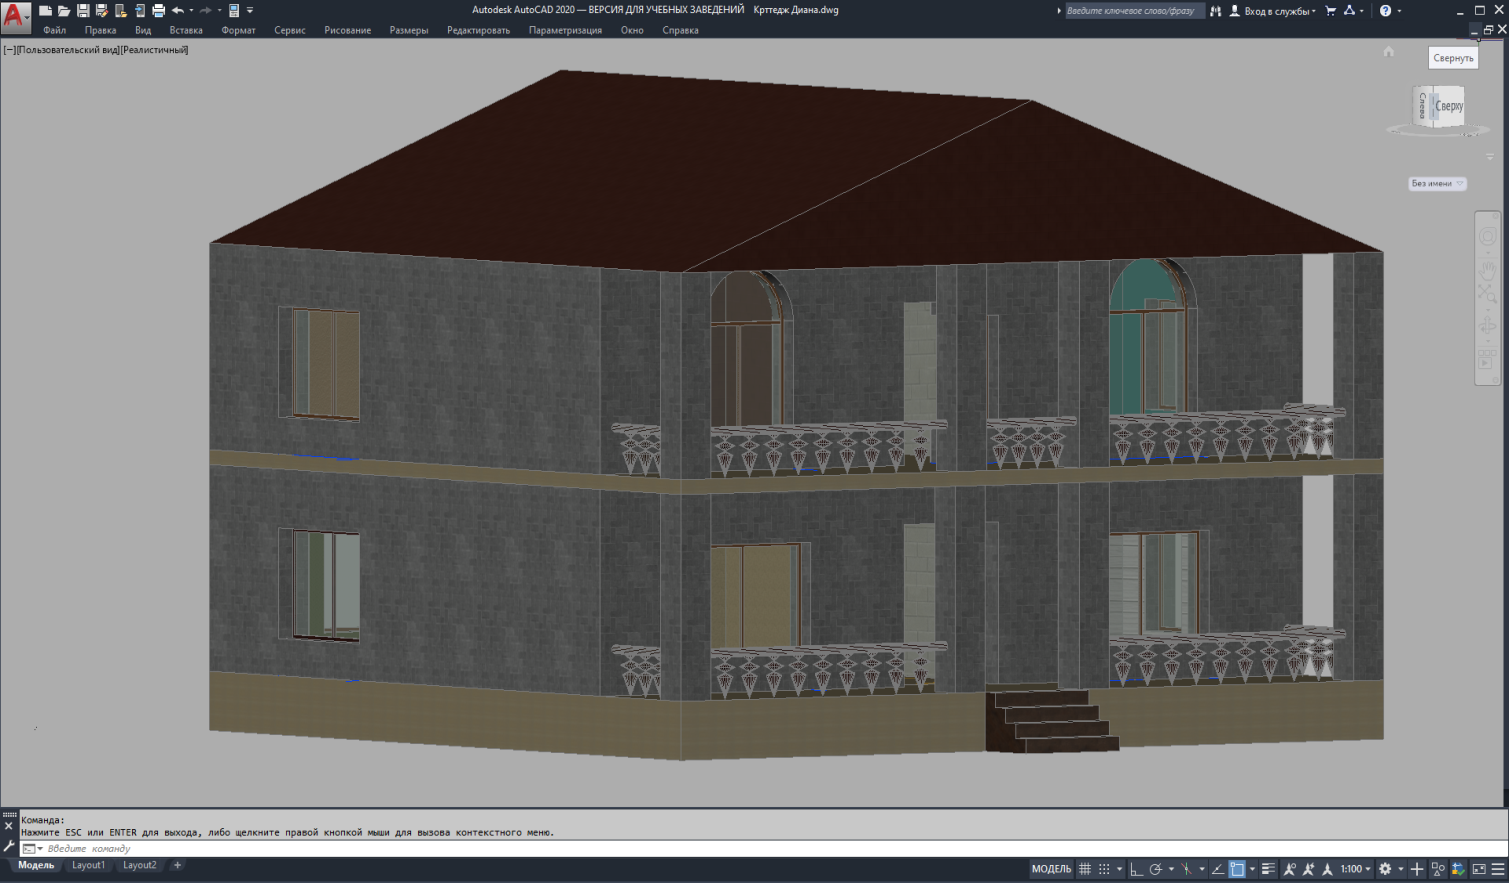 Autodesk AutoCAD 2020 — ВЕРСИЯ ДЛЯ УЧЕБНЫХ ЗАВЕДЕНИЙ Крттедж Диана.dwg
Введите ключевое слово/фразу
Вход в службы
Файл Правка Вид Вставка Формат Сервис Рисование Размеры Редактировать Параметризация Окно Справка
[−][Пользовательский вид][Реалистичный]
Свернуть
Слева
Сверху
Без имени
Команда:
Нажмите ESC или ENTER для выхода, либо щелкните правой кнопкой мыши для вызова контекстного меню.
Введите команду
Модель Layout1 Layout2 +
МОДЕЛЬ 1:100